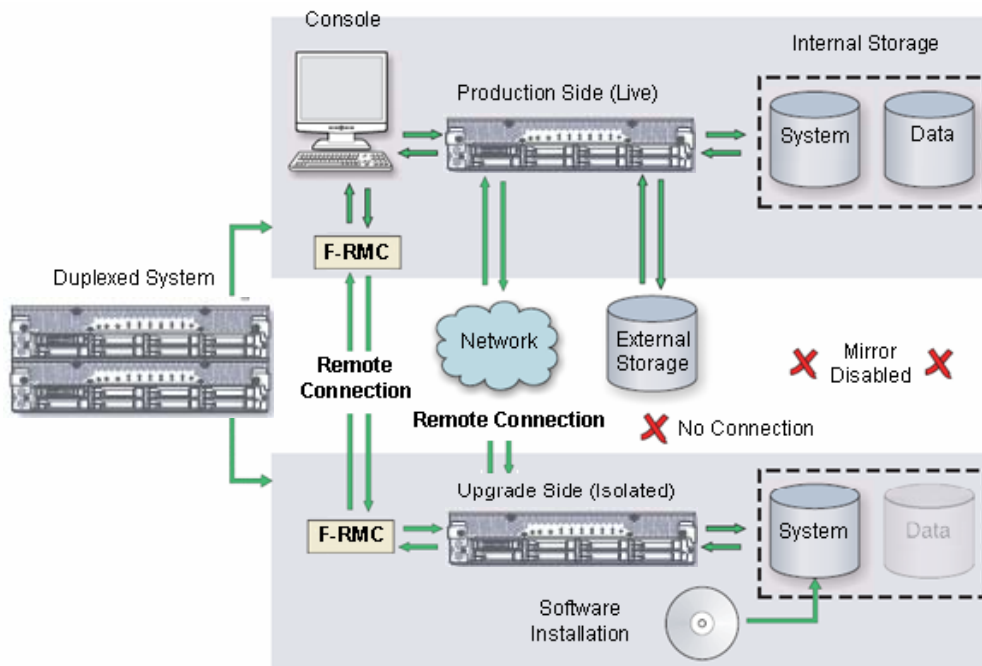 Console
Internal Storage
Production Side (Live)
System
Data
F-RMC
Duplexed System
Network
External
Storage
Mirror
Disabled
Remote
Connection
Remote Connection
No Connection
Upgrade Side (Isolated)
F-RMC
System
Data
Software
Installation